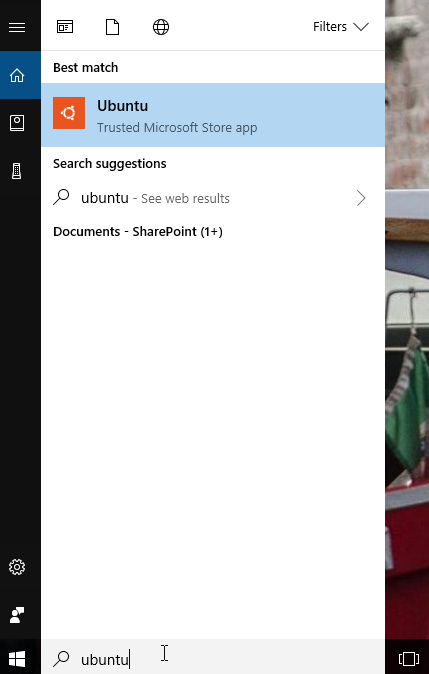 Filters
Best match
Ubuntu
Trusted Microsoft Store app
Search suggestions
ubuntu - See web results
Documents - SharePoint (1+)
ubuntu